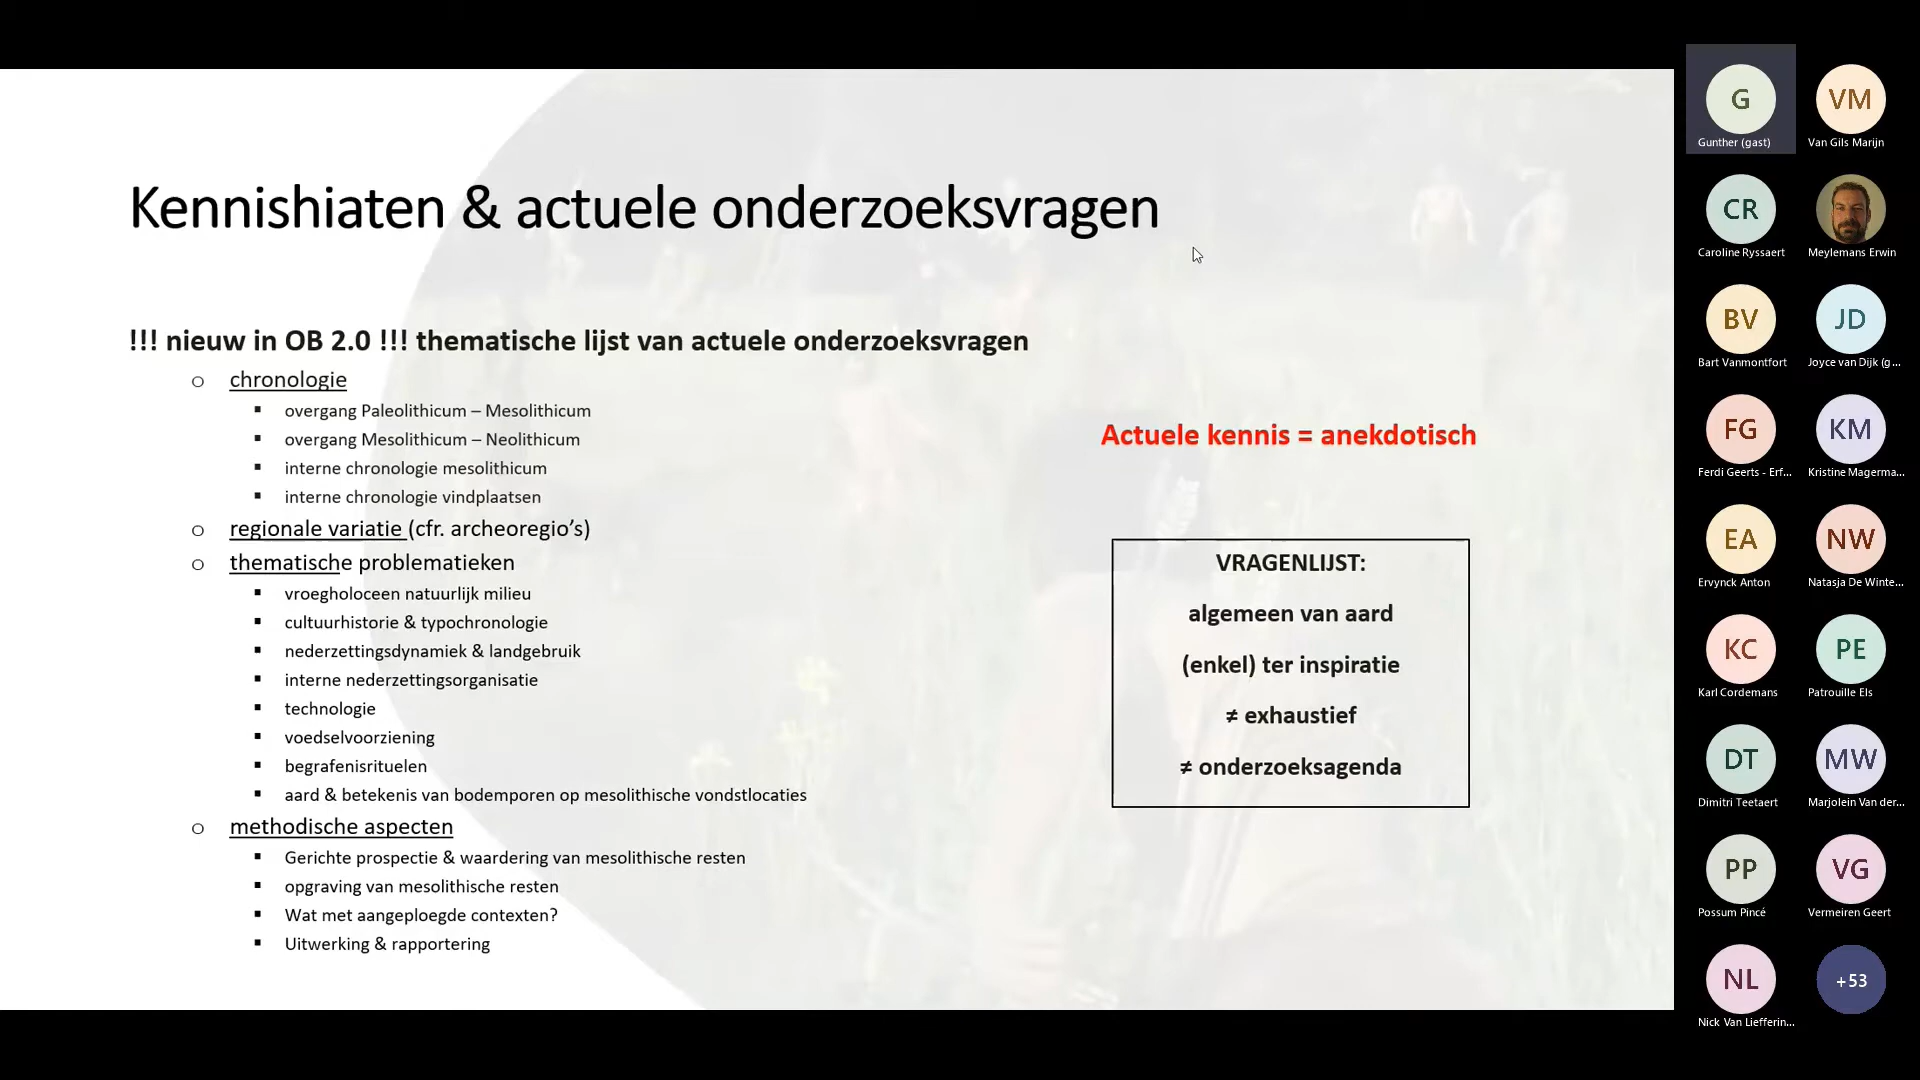 Kennishiaten & actuele onderzoeksvragen
!!! nieuw in OB 2.0 !!! thematische lijst van actuele onderzoeksvragen
o chronologie
▪ overgang Paleolithicum – Mesolithicum
▪ overgang Mesolithicum – Neolithicum
▪ interne chronologie mesolithicum
▪ interne chronologie vindplaatsen
o regionale variatie (cfr. archeoregio's)
o thematische problematieken
▪ vroegholoceen natuurlijk milieu
▪ cultuurhistorie & typochronologie
▪ nederzettingsdynamiek & landgebruik
▪ interne nederzettingsorganisatie
▪ technologie
▪ voedselvoorziening
▪ begrafenisrituelen
▪ aard & betekenis van bodemporen op mesolithische vondstlocaties
o methodische aspecten
▪ Gerichte prospectie & waardering van mesolithische resten
▪ opgraving van mesolithische resten
▪ Wat met aangeploegde contexten?
▪ Uitwerking & rapportering
Actuele kennis = anekdotisch
VRAGENLIJST:
algemeen van aard
(enkel) ter inspiratie
≠ exhaustief
≠ onderzoeksagenda
G VM
Gunther (gast) Van Gils Marijn
CR
Caroline Ryssaert Meylemans Erwin
BV JD
Bart Vanmontfort Joyce van Dijk (g...
FG KM
Ferdi Geerts - Erf... Kristine Magerma...
EA NW
Ervynck Anton Natasja De Winte...
KC PE
Karl Cordemans Patrouille Els
DT MW
Dimitri Teetaert Marjolein Van der...
PP VG
Possum Pincé Vermeiren Geert
NL +53
Nick Van Liefferin...